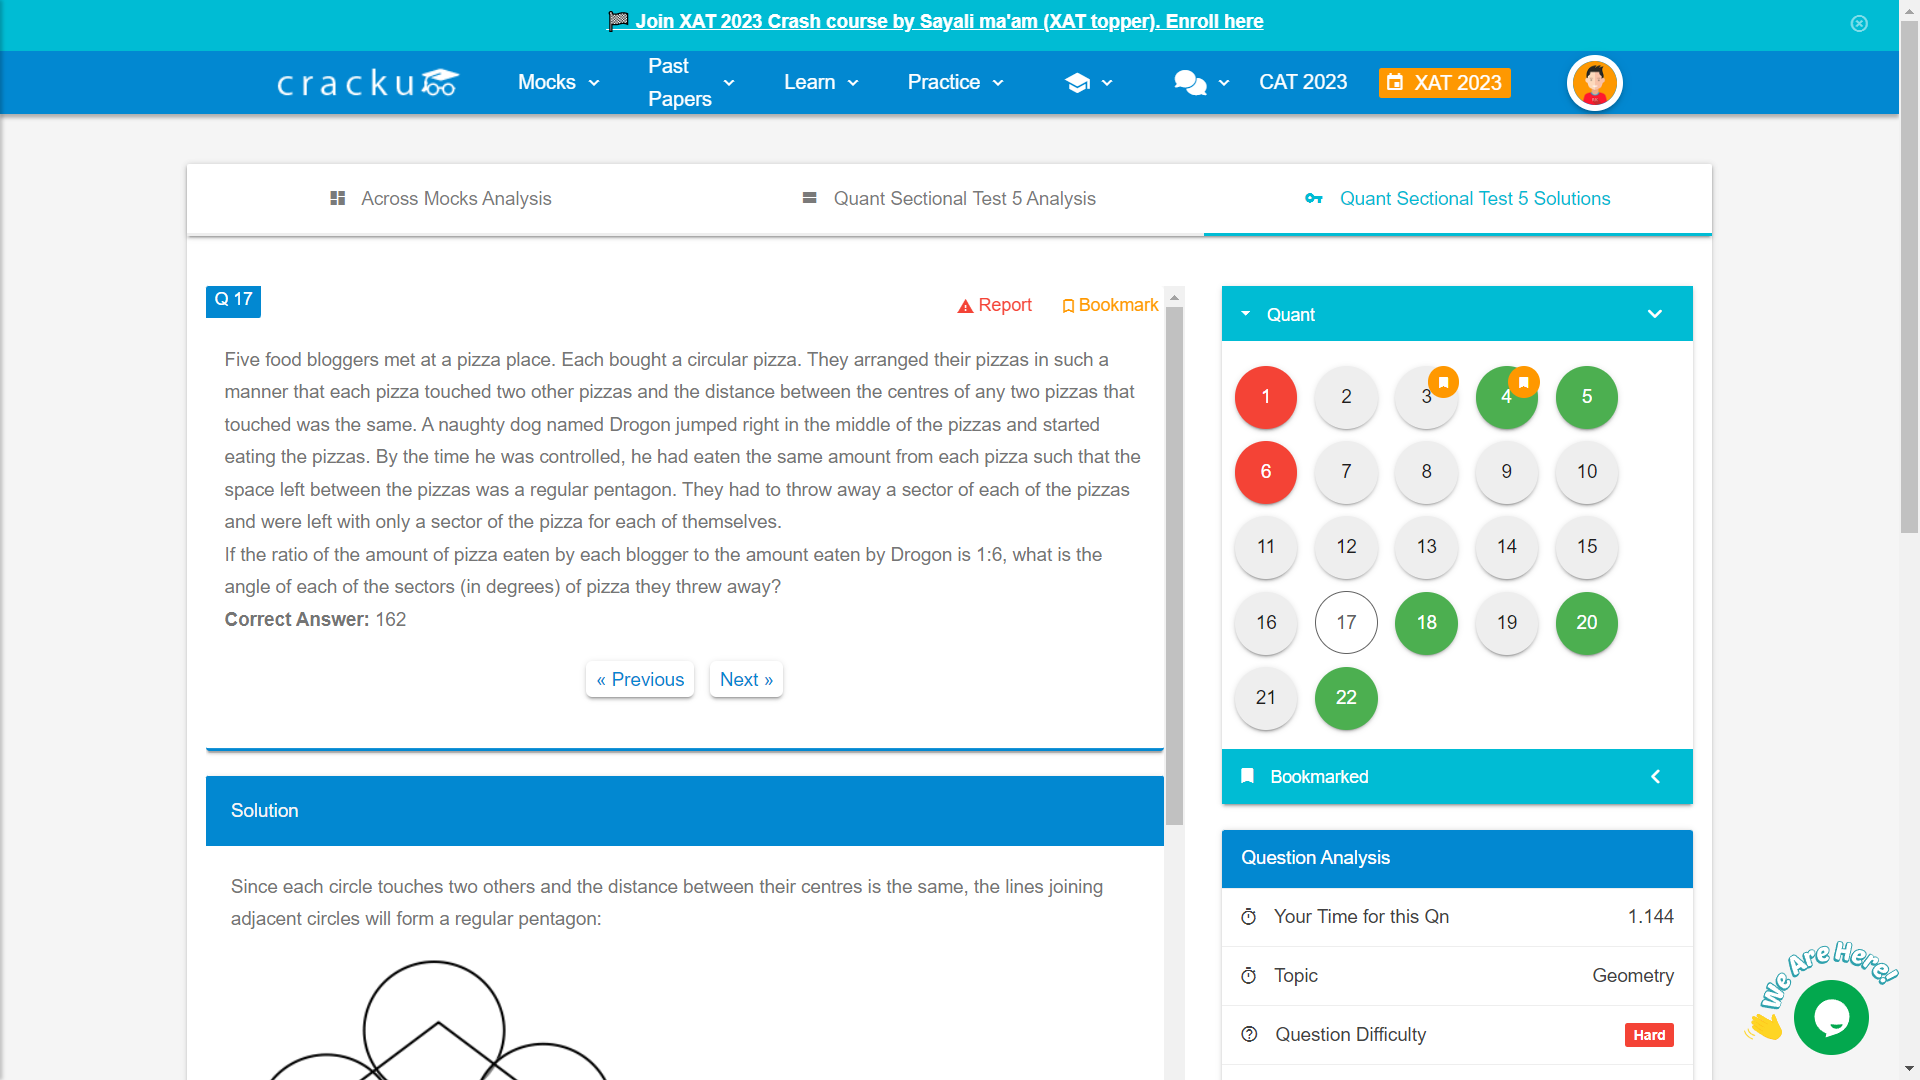 Join XAT 2023 Crash course by Sayali ma'am (XAT topper). Enroll here
cracku
Mocks
Past
Papers
Learn
Practice
CAT 2023
XAT 2023
Across Mocks Analysis
Quant Sectional Test 5 Analysis
Quant Sectional Test 5 Solutions
Q 17
Report
Bookmark
Five food bloggers met at a pizza place. Each bought a circular pizza. They arranged their pizzas in such a
manner that each pizza touched two other pizzas and the distance between the centres of any two pizzas that
touched was the same. A naughty dog named Drogon jumped right in the middle of the pizzas and started
eating the pizzas. By the time he was controlled, he had eaten the same amount from each pizza such that the
space left between the pizzas was a regular pentagon. They had to throw away a sector of each of the pizzas
and were left with only a sector of the pizza for each of themselves.
If the ratio of the amount of pizza eaten by each blogger to the amount eaten by Drogon is 1:6, what is the
angle of each of the sectors (in degrees) of pizza they threw away?
Correct Answer: 162
« Previous
Next »
Solution
Since each circle touches two others and the distance between their centres is the same, the lines joining
adjacent circles will form a regular pentagon:
Quant
1 2 3 4 5
6 7 8 9 10
11 12 13 14 15
16 17 18 19 20
21 22
Bookmarked
Question Analysis
Your Time for this Qn 1.144
Topic Geometry
Question Difficulty Hard
We Are Here!